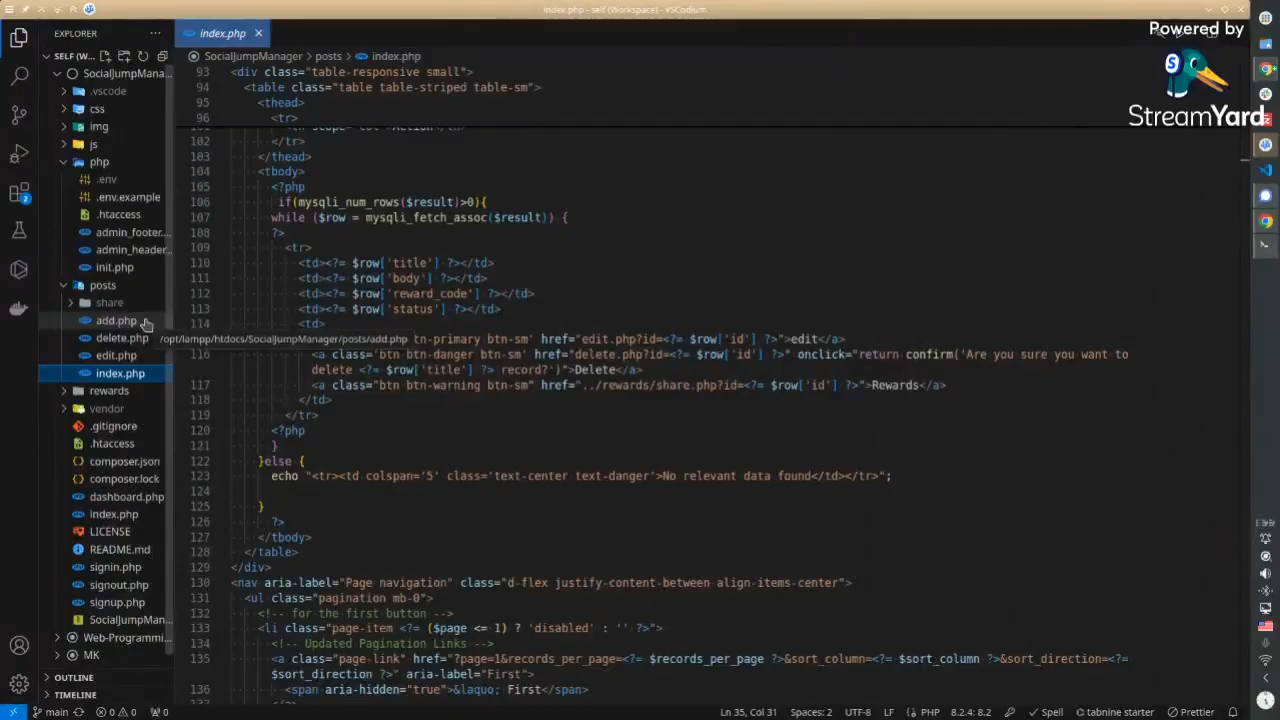 index.php - self (Workspace) - VSCodium
EXPLORER
SELF (W...
SocialJumpMana...
.vscode
css
img
js
php
.env
.env.example
.htaccess
admin_footer....
admin_header...
init.php
posts
share
add.php
delete.php
edit.php
index.php
rewards
vendor
.gitignore
.htaccess
composer.json
composer.lock
dashboard.php
index.php
LICENSE
README.md
signin.php
signout.php
signup.php
SocialJumpMan...
Web-Programmi...
MK
OUTLINE
TIMELINE
index.php
SocialJumpManager > posts > index.php
93 <div class="table-responsive small">
94 <table class="table table-striped table-sm">
95 <thead>
96 <tr>
102 </tr>
103 </thead>
104 <tbody>
105 <?php
106 if(mysqli_num_rows($result)>0){
107 while ($row = mysqli_fetch_assoc($result)) {
108 ?>
109 <tr>
110 <td><?= $row['title'] ?></td>
111 <td><?= $row['body'] ?></td>
112 <td><?= $row['reward_code'] ?></td>
113 <td><?= $row['status'] ?></td>
114 <td>
btn-primary btn-sm" href="edit.php?id=<?= $row['id'] ?>">edit</a>
/opt/lampp/htdocs/SocialJumpManager/posts/add.php
116 <a class="btn btn-danger btn-sm" href="delete.php?id=<?= $row['id'] ?>" onclick="return confirm('Are you sure you want to
delete <?= $row['title'] ?> record?')">Delete</a>
117 <a class="btn btn-warning btn-sm" href="../rewards/share.php?id=<?= $row['id'] ?>">Rewards</a>
118 </td>
119 </tr>
120 <?php
121 }
122 }else {
123 echo "<tr><td colspan='5' class='text-center text-danger'>No relevant data found</td></tr>";
124
125 }
126 ?>
127 </tbody>
128 </table>
129 </div>
130 <nav aria-label="Page navigation" class="d-flex justify-content-between align-items-center">
131 <ul class="pagination mb-0">
132 <!-- for the first button -->
133 <li class="page-item <?= ($page <= 1) ? 'disabled' : '' ?>">
134 <!-- Updated Pagination Links -->
135 <a class="page-link" href="?page=1&records_per_page=<?= $records_per_page ?>&sort_column=<?= $sort_column ?>&sort_direction=<?=
$sort_direction ?>" aria-label="First">
136 <span aria-hidden="true">&laquo; First</span>
Powered by
S
StreamYard
2
main
0
0
0
Ln 35, Col 31
Spaces: 2
UTF-8
LF
PHP
8.2.4: 8.2
Spell
tabnine starter
Prettier